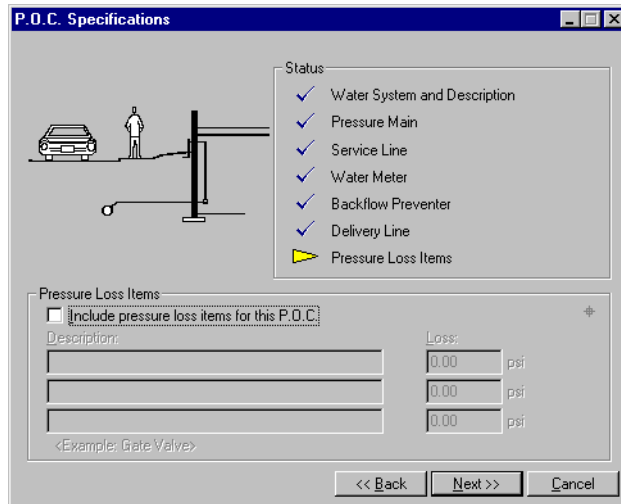 P.O.C. Specifications
Status
Water System and Description
Pressure Main
Service Line
Water Meter
Backflow Preventer
Delivery Line
Pressure Loss Items
Pressure Loss Items
Include pressure loss items for this P.O.C.
Description: Loss:
0.00 psi
0.00 psi
0.00 psi
<Example: Gate Valve>
<< Back Next >> Cancel